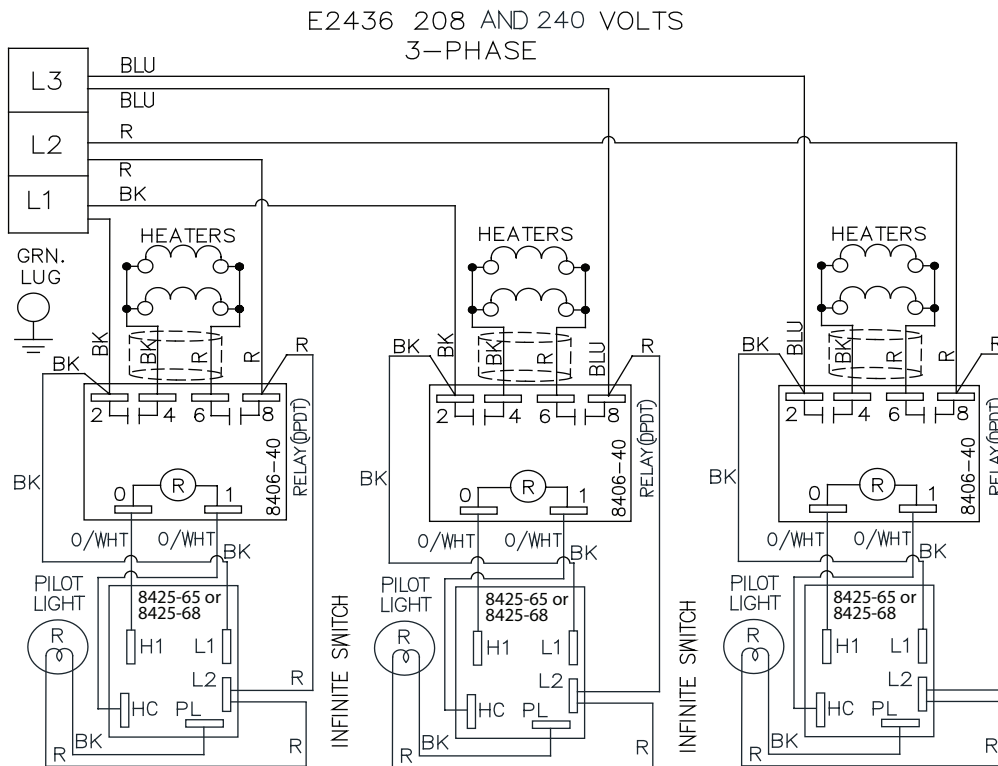 E2436 208 AND 240 VOLTS
3-PHASE
L3
BLU
BLU
L2
R
R
L1
BK
GRN.
LUG
HEATERS
HEATERS
HEATERS
BK
BK
BK
R
R
R
BK
BK
BK
R
BLU
R
BK
BLU
BK
R
R
R
2
4
6
8
2
4
6
8
2
4
6
8
RELAY(DPDT)
RELAY(DPDT)
RELAY(DPDT)
8406-40
8406-40
8406-40
BK
0
R
1
BK
0
R
1
BK
0
R
1
O/WHT
O/WHT
BK
O/WHT
O/WHT
BK
O/WHT
O/WHT
BK
PILOT
LIGHT
8425-65 or
8425-68
PILOT
LIGHT
8425-65 or
8425-68
PILOT
LIGHT
8425-65 or
8425-68
R
H1
L1
R
H1
L1
R
H1
L1
L2
R
L2
L2
HC
PL
HC
PL
HC
PL
INFINITE SWITCH
INFINITE SWITCH
BK
R
R
BK
R
R
BK
R
R